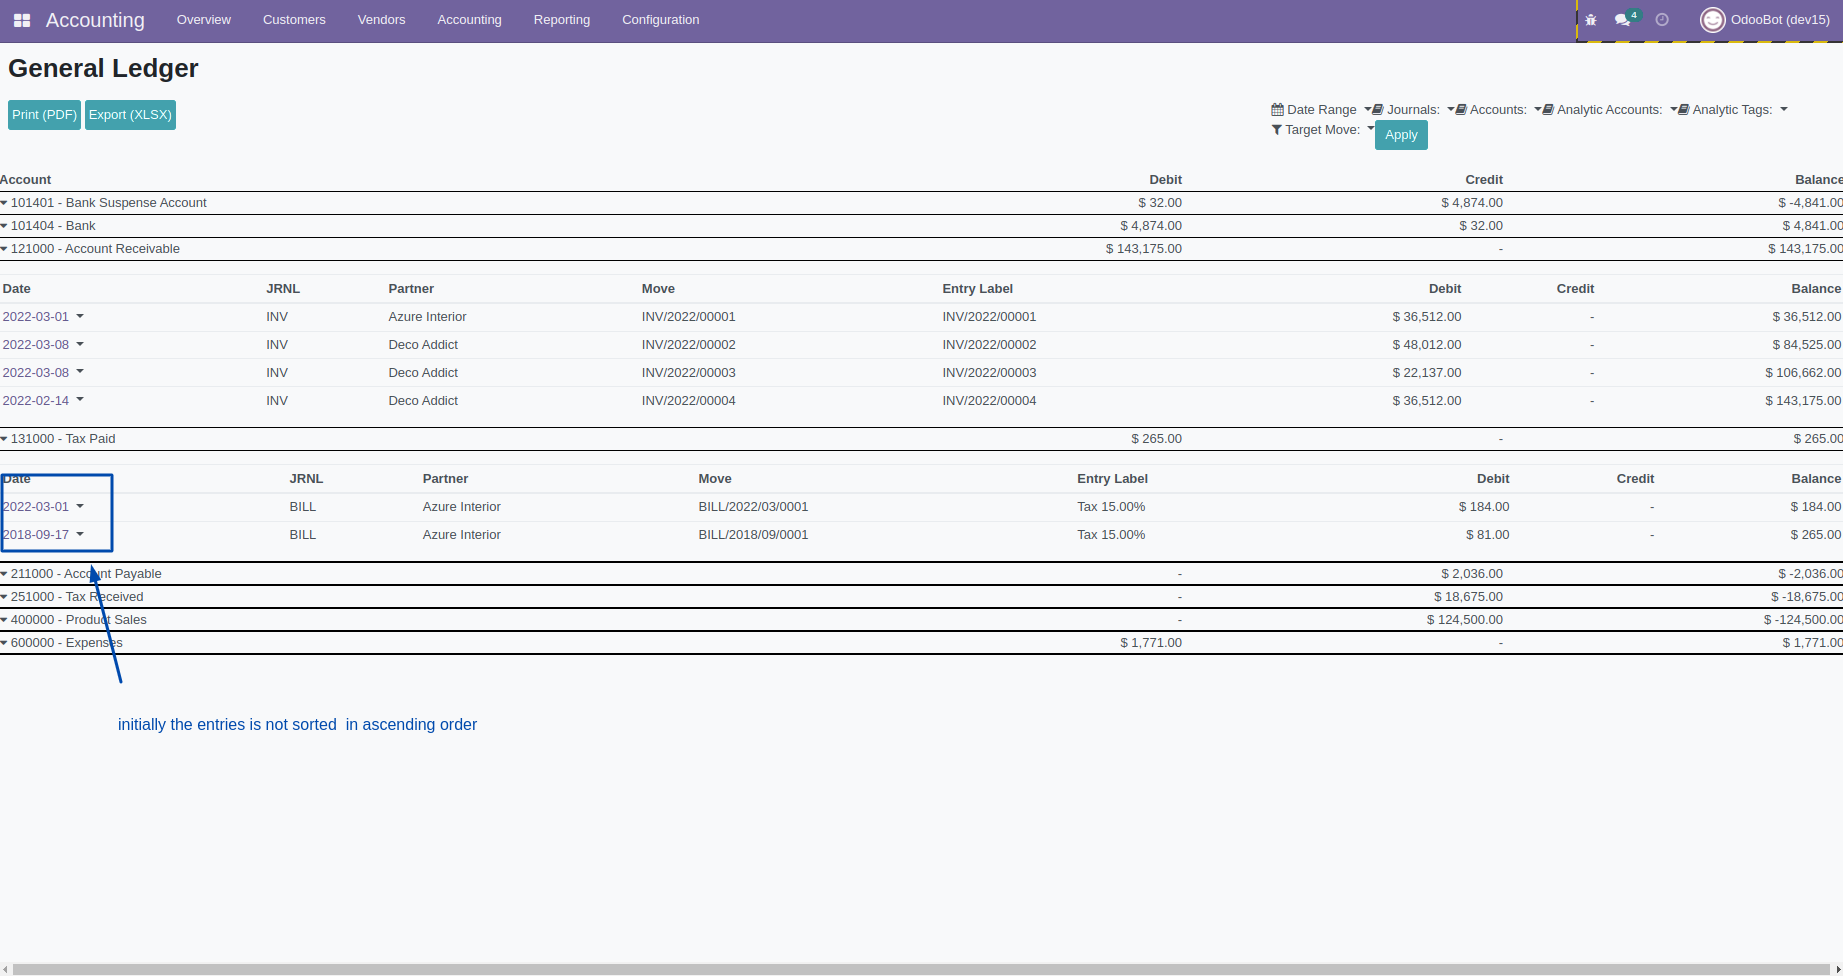 Accounting Overview Customers Vendors Accounting Reporting Configuration 4 OdooBot (dev15)
General Ledger
Print (PDF) Export (XLSX)
Date Range Journals: Accounts: Analytic Accounts: Analytic Tags:
Target Move: Apply
Account Debit Credit Balance
101401 - Bank Suspense Account $ 32.00 $ 4,874.00 $ -4,841.00
101404 - Bank $ 4,874.00 $ 32.00 $ 4,841.00
121000 - Account Receivable $ 143,175.00 - $ 143,175.00
Date JRNL Partner Move Entry Label Debit Credit Balance
2022-03-01 INV Azure Interior INV/2022/00001 INV/2022/00001 $ 36,512.00 - $ 36,512.00
2022-03-08 INV Deco Addict INV/2022/00002 INV/2022/00002 $ 48,012.00 - $ 84,525.00
2022-03-08 INV Deco Addict INV/2022/00003 INV/2022/00003 $ 22,137.00 - $ 106,662.00
2022-02-14 INV Deco Addict INV/2022/00004 INV/2022/00004 $ 36,512.00 - $ 143,175.00
131000 - Tax Paid $ 265.00 - $ 265.00
Date JRNL Partner Move Entry Label Debit Credit Balance
2022-03-01 BILL Azure Interior BILL/2022/03/0001 Tax 15.00% $ 184.00 - $ 184.00
2018-09-17 BILL Azure Interior BILL/2018/09/0001 Tax 15.00% $ 81.00 - $ 265.00
211000 - Account Payable - $ 2,036.00 $ -2,036.00
251000 - Tax Received - $ 18,675.00 $ -18,675.00
400000 - Product Sales - $ 124,500.00 $ -124,500.00
600000 - Expenses $ 1,771.00 - $ 1,771.00
initially the entries is not sorted  in ascending order